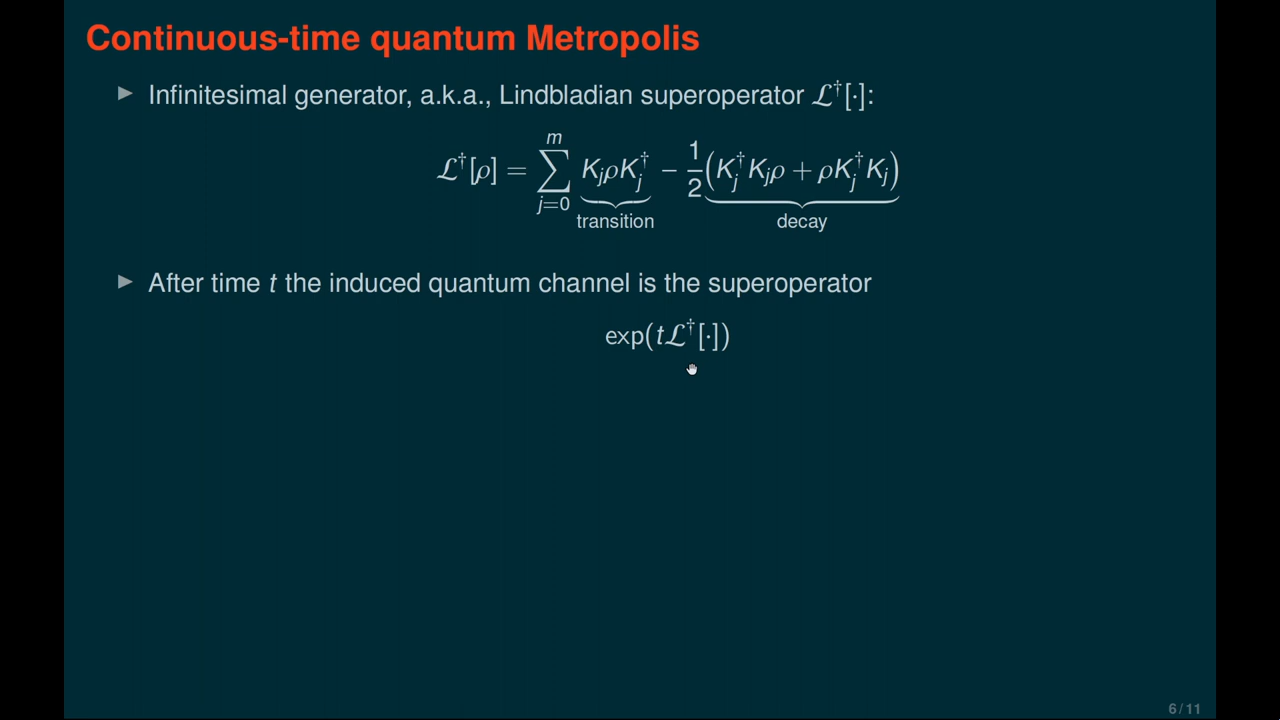 Continuous-time quantum Metropolis
▶ Infinitesimal generator, a.k.a., Lindbladian superoperator ℒ†[·]:
ℒ†[ρ] = ∑_{j=0}^{m} K_jρK_j† − 1/2 (K_j†K_jρ + ρK_j†K_j)
transition decay
▶ After time t the induced quantum channel is the superoperator
exp(tℒ†[·])
6 / 11